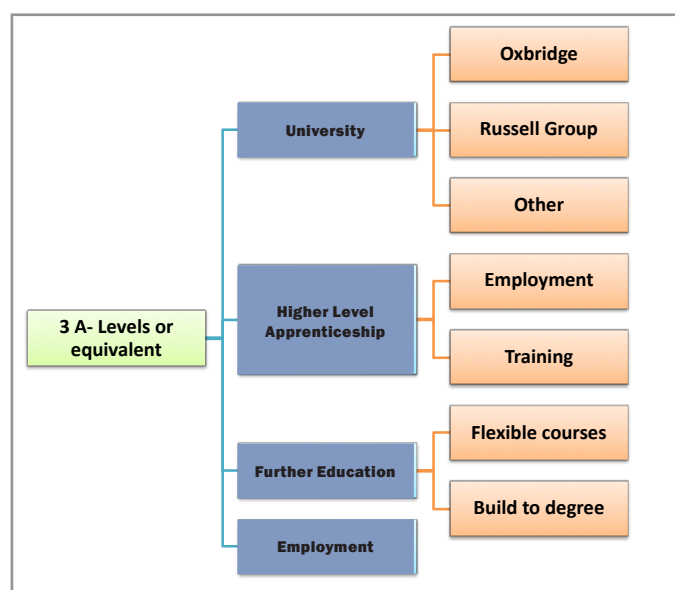 3 A- Levels or
equivalent
University
Oxbridge
Russell Group
Other
Higher Level
Apprenticeship
Employment
Training
Further Education
Flexible courses
Build to degree
Employment